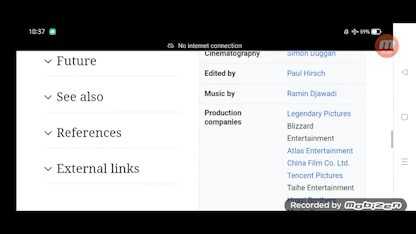 10:37
59%
No internet connection
Future
See also
References
External links
Cinematography Simon Duggan
Edited by Paul Hirsch
Music by Ramin Djawadi
Production companies
Legendary Pictures
Blizzard
Entertainment
Atlas Entertainment
China Film Co. Ltd.
Tencent Pictures
Taihe Entertainment
Recorded by Mobizen